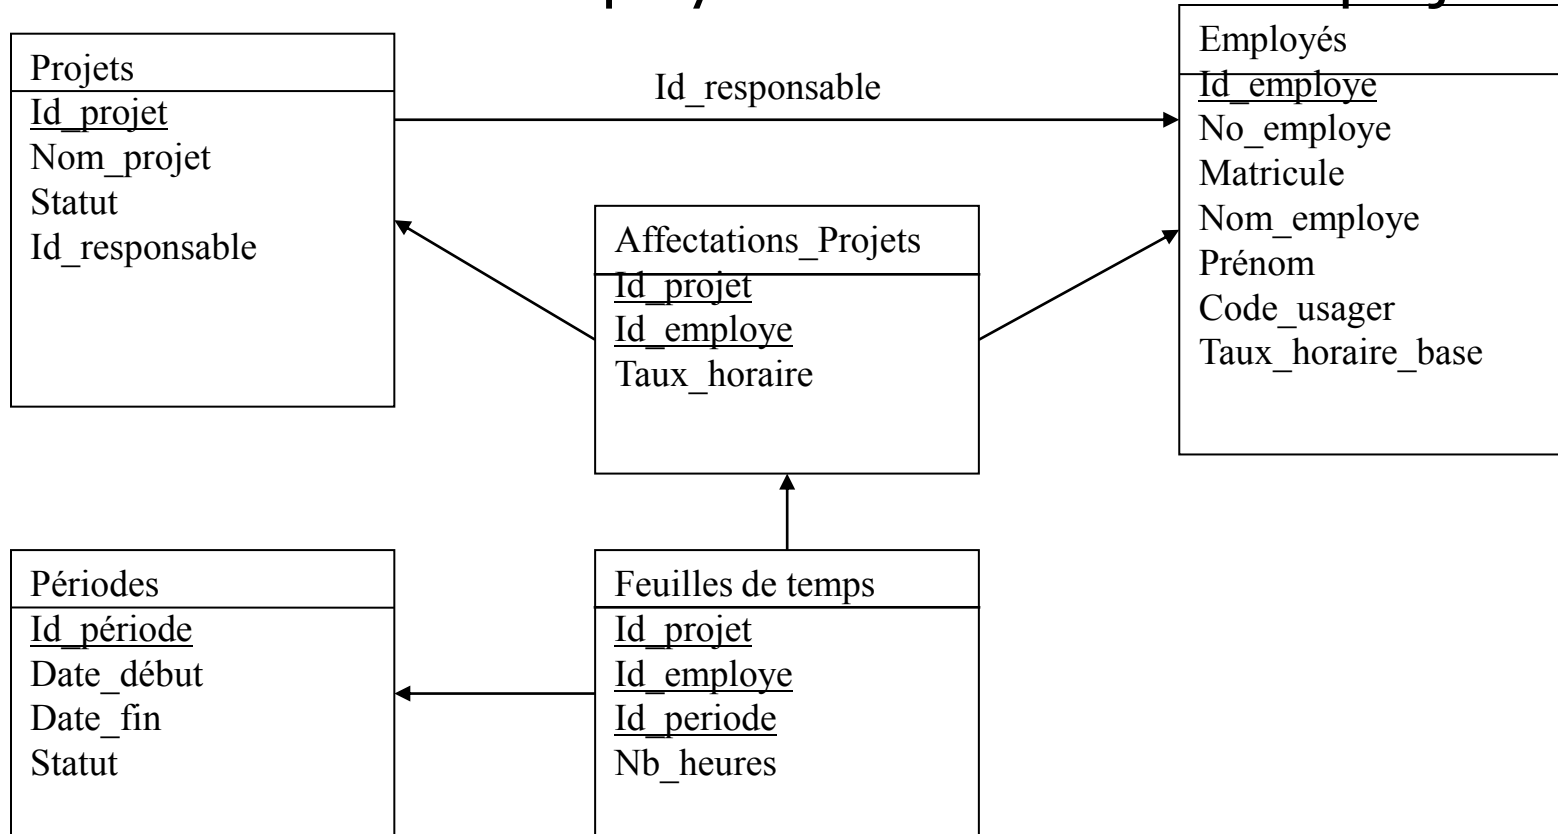 Projets
Id_projet
Nom_projet
Statut
Id_responsable
Id_responsable
Employés
Id_employe
No_employe
Matricule
Nom_employe
Prénom
Code_usager
Taux_horaire_base
Affectations_Projets
Id_projet
Id_employe
Taux_horaire
Périodes
Id_période
Date_début
Date_fin
Statut
Feuilles de temps
Id_projet
Id_employe
Id_periode
Nb_heures